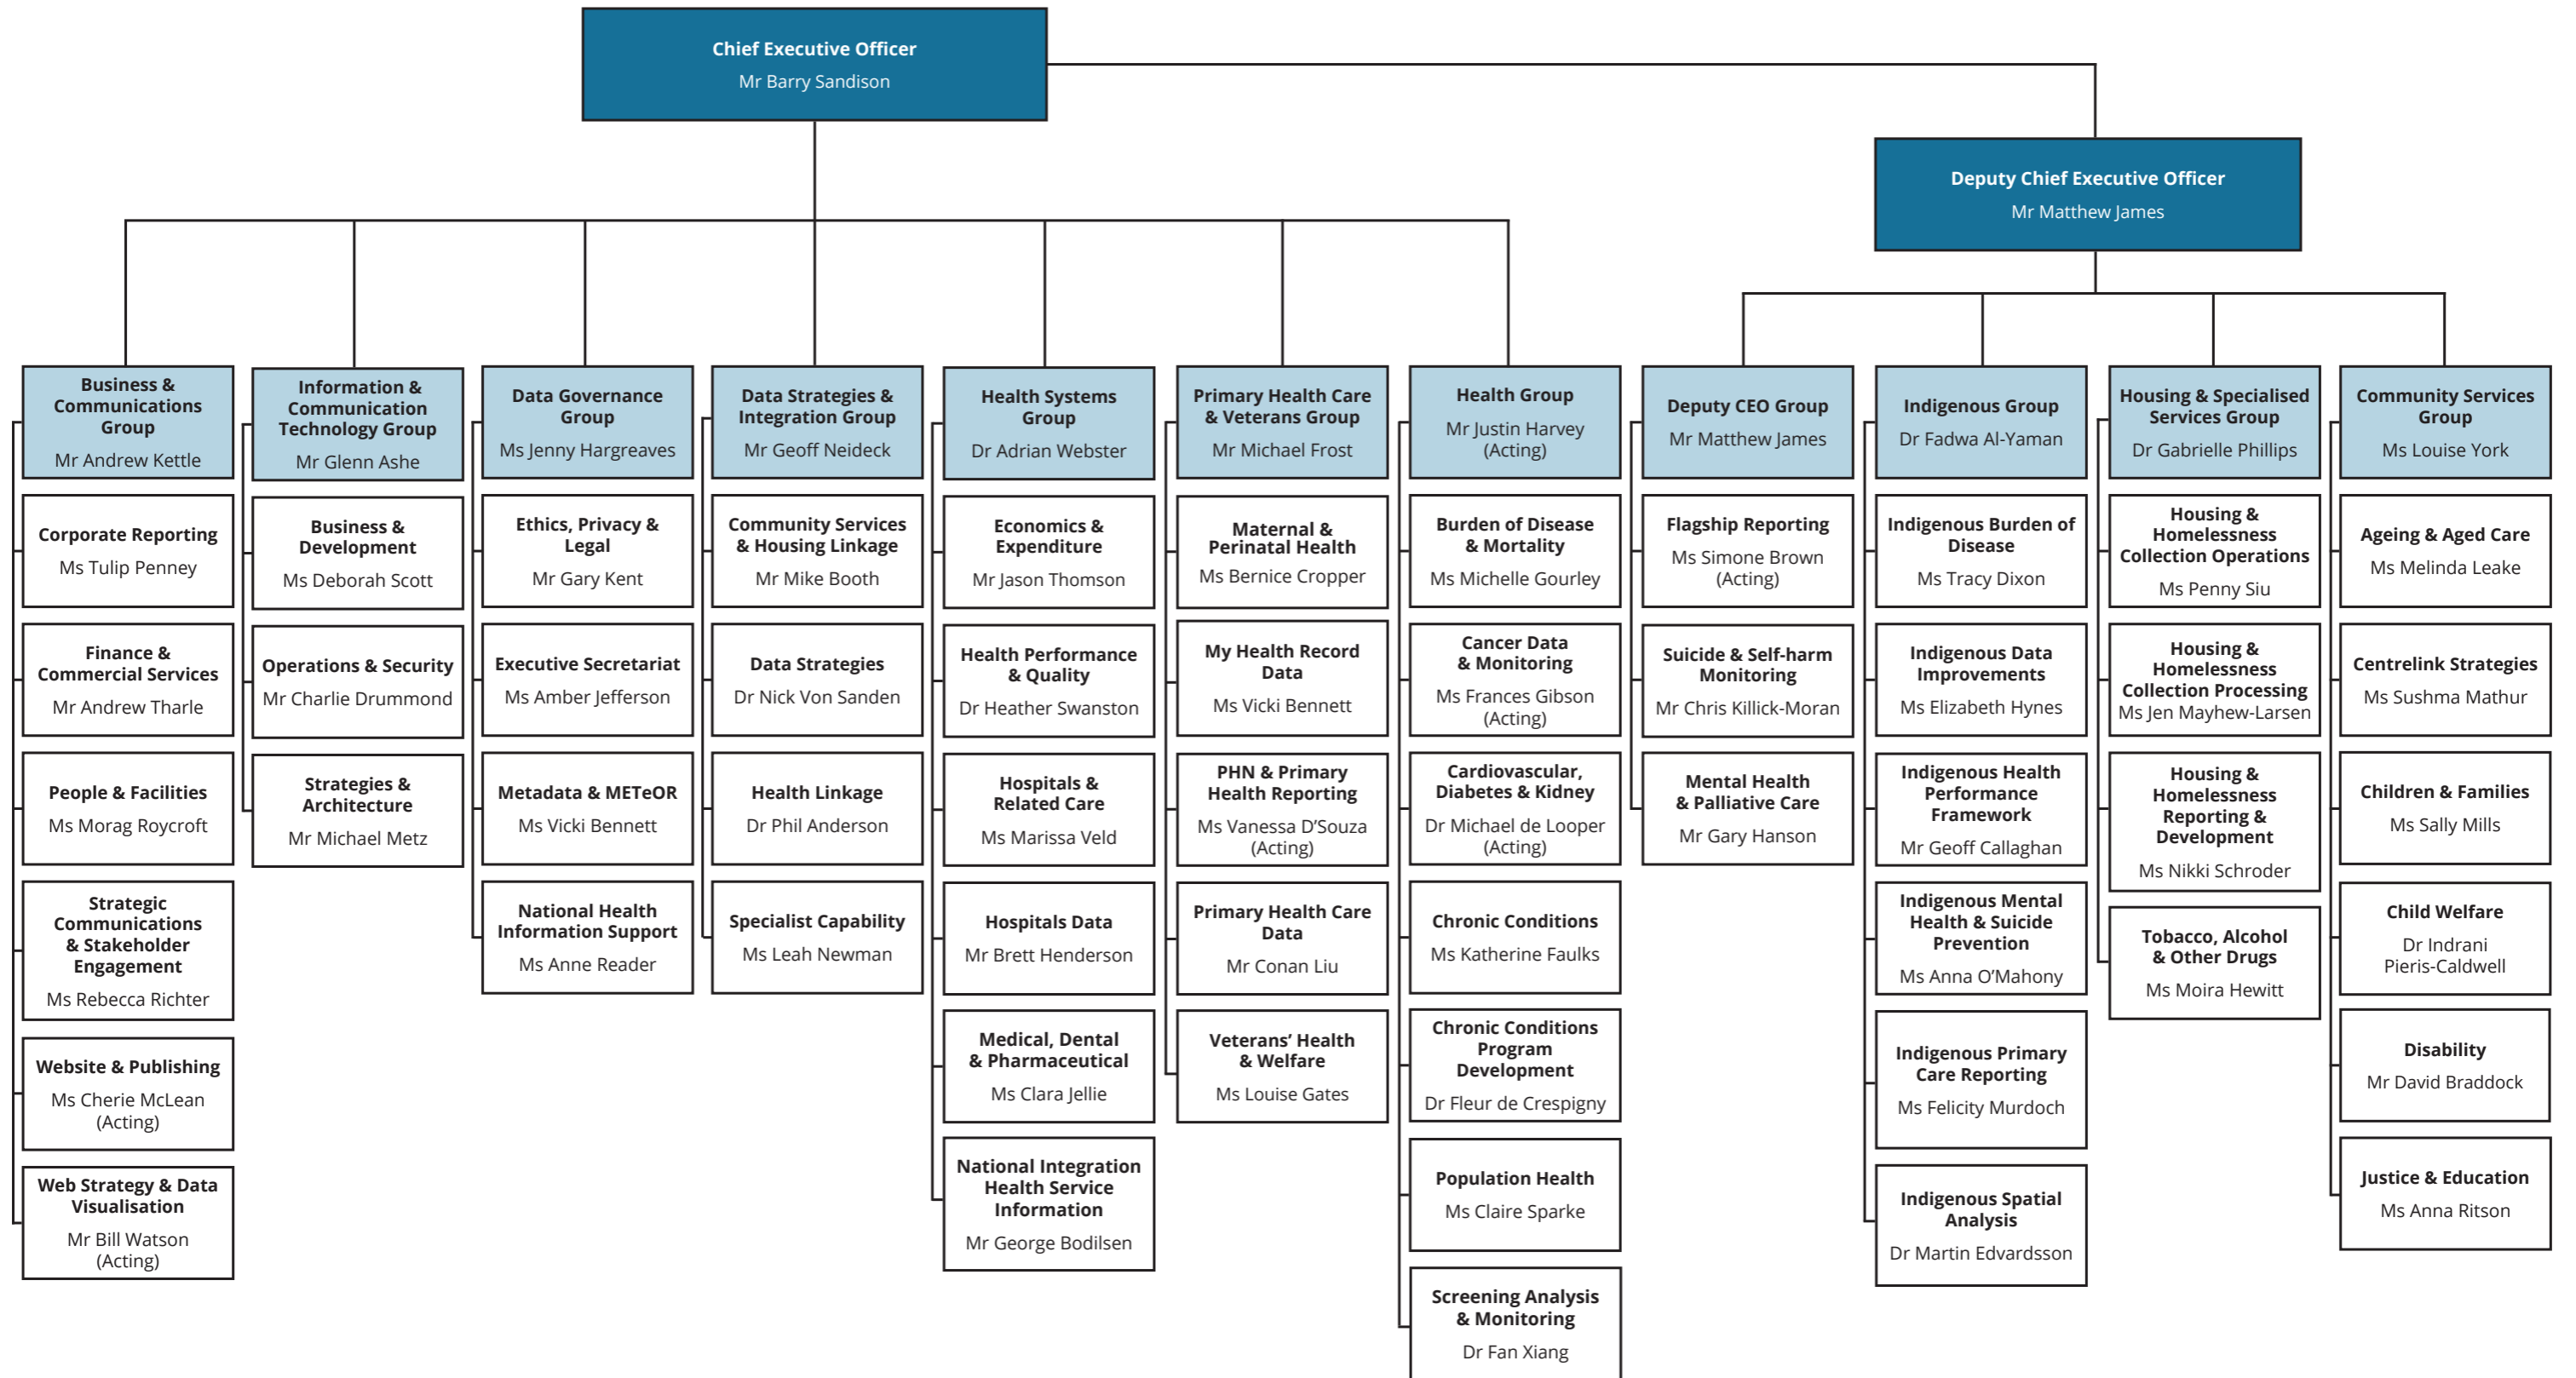 Chief Executive Officer
Mr Barry Sandison
Deputy Chief Executive Officer
Mr Matthew James
Business &
Communications
Group
Mr Andrew Kettle
Corporate Reporting
Ms Tulip Penney
Finance &
Commercial Services
Mr Andrew Tharle
People & Facilities
Ms Morag Roycroft
Strategic
Communications
& Stakeholder
Engagement
Ms Rebecca Richter
Website & Publishing
Ms Cherie McLean
(Acting)
Web Strategy & Data
Visualisation
Mr Bill Watson
(Acting)
Information &
Communication
Technology Group
Mr Glenn Ashe
Business &
Development
Ms Deborah Scott
Operations & Security
Mr Charlie Drummond
Strategies &
Architecture
Mr Michael Metz
Data Governance
Group
Ms Jenny Hargreaves
Ethics, Privacy &
Legal
Mr Gary Kent
Executive Secretariat
Ms Amber Jefferson
Metadata & METeOR
Ms Vicki Bennett
National Health
Information Support
Ms Anne Reader
Data Strategies &
Integration Group
Mr Geoff Neideck
Community Services
& Housing Linkage
Mr Mike Booth
Data Strategies
Dr Nick Von Sanden
Health Linkage
Dr Phil Anderson
Specialist Capability
Ms Leah Newman
Health Systems
Group
Dr Adrian Webster
Economics &
Expenditure
Mr Jason Thomson
Health Performance
& Quality
Dr Heather Swanston
Hospitals &
Related Care
Ms Marissa Veld
Hospitals Data
Mr Brett Henderson
Medical, Dental
& Pharmaceutical
Ms Clara Jellie
National Integration
Health Service
Information
Mr George Bodilsen
Primary Health Care
& Veterans Group
Mr Michael Frost
Maternal &
Perinatal Health
Ms Bernice Cropper
My Health Record
Data
Ms Vicki Bennett
PHN & Primary
Health Reporting
Ms Vanessa D’Souza
(Acting)
Primary Health Care
Data
Mr Conan Liu
Veterans’ Health
& Welfare
Ms Louise Gates
Health Group
Mr Justin Harvey
(Acting)
Burden of Disease
& Mortality
Ms Michelle Gourley
Cancer Data
& Monitoring
Ms Frances Gibson
(Acting)
Cardiovascular,
Diabetes & Kidney
Dr Michael de Looper
(Acting)
Chronic Conditions
Ms Katherine Faulks
Chronic Conditions
Program
Development
Dr Fleur de Crespigny
Population Health
Ms Claire Sparke
Screening Analysis
& Monitoring
Dr Fan Xiang
Deputy CEO Group
Mr Matthew James
Flagship Reporting
Ms Simone Brown
(Acting)
Suicide & Self-harm
Monitoring
Mr Chris Killick-Moran
Mental Health
& Palliative Care
Mr Gary Hanson
Indigenous Group
Dr Fadwa Al-Yaman
Indigenous Burden of
Disease
Ms Tracy Dixon
Indigenous Data
Improvements
Ms Elizabeth Hynes
Indigenous Health
Performance
Framework
Mr Geoff Callaghan
Indigenous Mental
Health & Suicide
Prevention
Ms Anna O’Mahony
Indigenous Primary
Care Reporting
Ms Felicity Murdoch
Indigenous Spatial
Analysis
Dr Martin Edvardsson
Housing & Specialised
Services Group
Dr Gabrielle Phillips
Housing &
Homelessness
Collection Operations
Ms Penny Siu
Housing &
Homelessness
Collection Processing
Ms Jen Mayhew-Larsen
Housing &
Homelessness
Reporting &
Development
Ms Nikki Schroder
Tobacco, Alcohol
& Other Drugs
Ms Moira Hewitt
Community Services
Group
Ms Louise York
Ageing & Aged Care
Ms Melinda Leake
Centrelink Strategies
Ms Sushma Mathur
Children & Families
Ms Sally Mills
Child Welfare
Dr Indrani
Pieris-Caldwell
Disability
Mr David Braddock
Justice & Education
Ms Anna Ritson